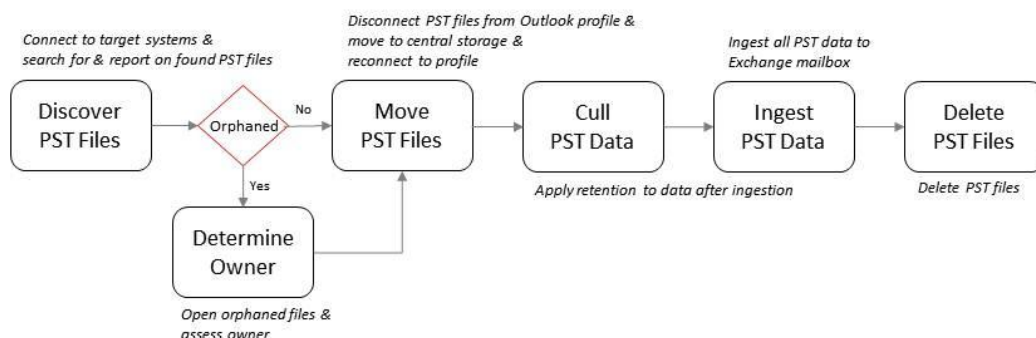 Connect to target systems &
search for & report on found PST files
Discover
PST Files
Orphaned
No
Yes
Determine
Owner
Open orphaned files &
assess owner
Disconnect PST files from Outlook profile &
move to central storage &
reconnect to profile
Move
PST Files
Cull
PST Data
Apply retention to data after ingestion
Ingest all PST data to
Exchange mailbox
Ingest
PST Data
Delete
PST Files
Delete PST files